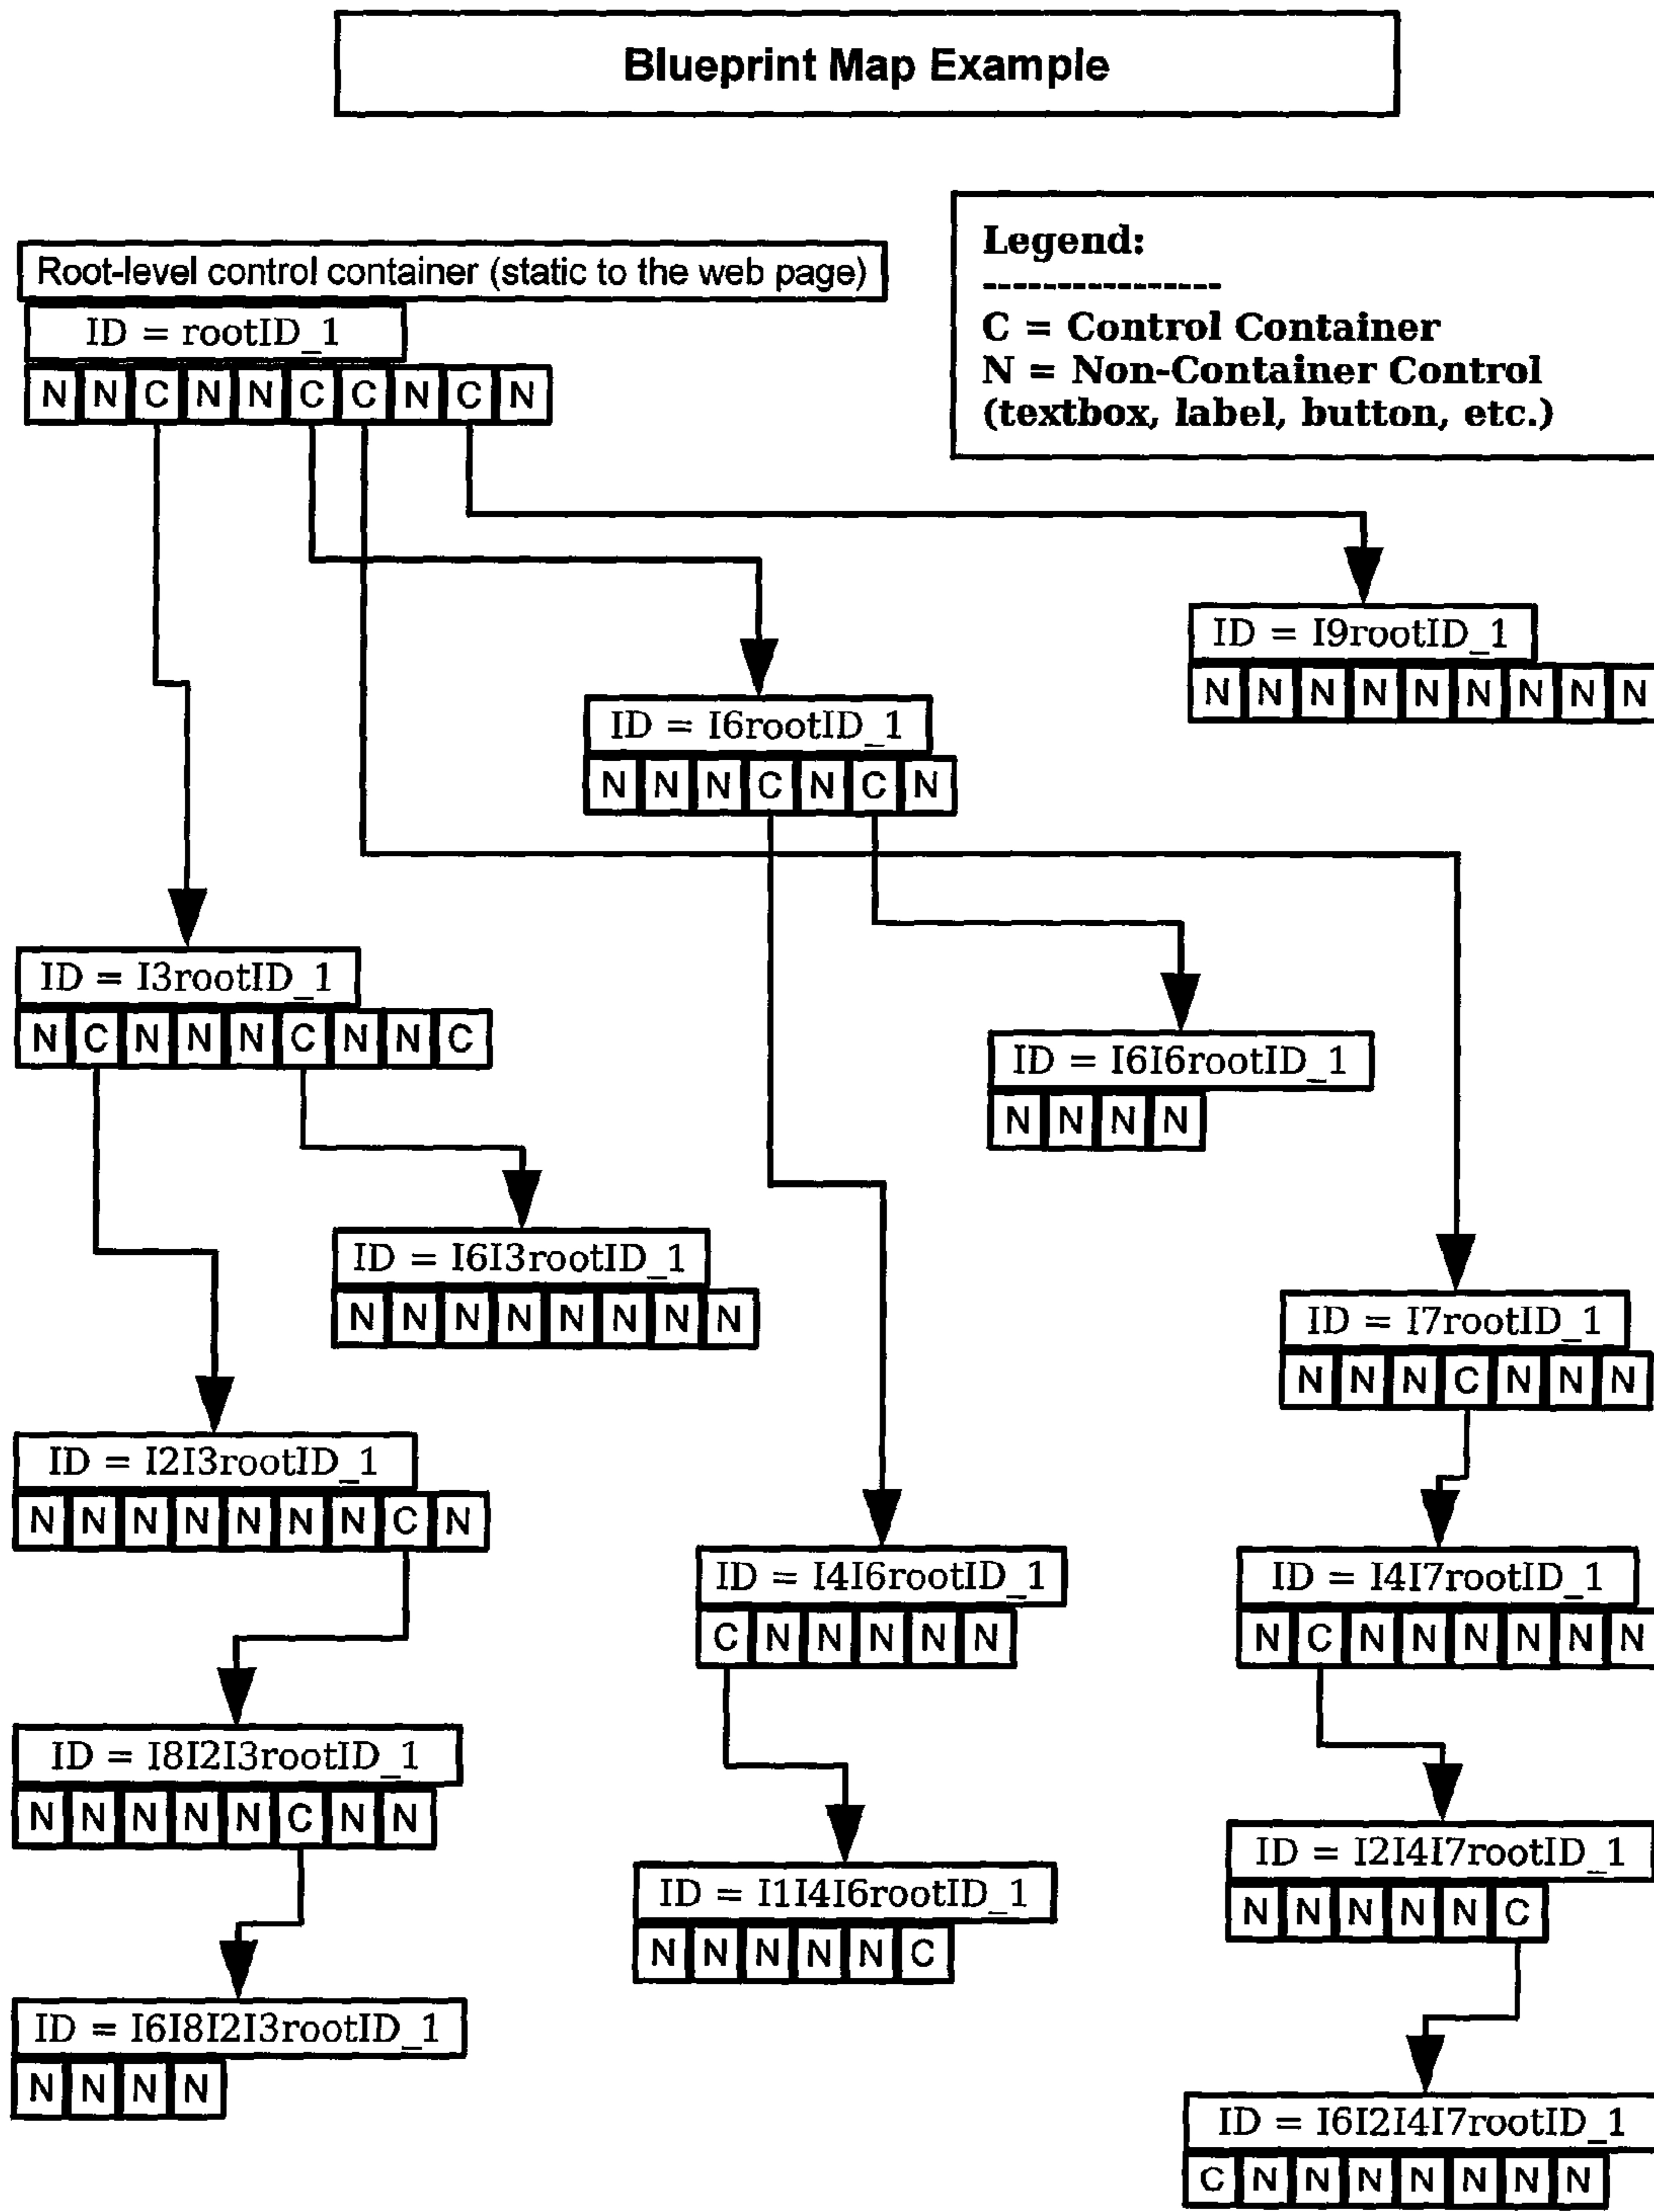 Blueprint Map Example
Legend:
----------------
C = Control Container
N = Non-Container Control
(textbox, label, button, etc.)
Root-level control container (static to the web page)
ID = rootID_1
N N C N N C C N C N
ID = I9rootID_1
N N N N N N N N N
ID = I6rootID_1
N N N C N C N
ID = I3rootID_1
N C N N N C N N C
ID = I6I6rootID_1
N N N N
ID = I6I3rootID_1
N N N N N N N N
ID = I7rootID_1
N N N C N N N
ID = I2I3rootID_1
N N N N N N N C N
ID = I4I6rootID_1
C N N N N N
ID = I4I7rootID_1
N C N N N N N N
ID = I8I2I3rootID_1
N N N N N C N N
ID = I2I4I7rootID_1
N N N N N C
ID = I1I4I6rootID_1
N N N N N C
ID = I6I8I2I3rootID_1
N N N N
ID = I6I2I4I7rootID_1
C N N N N N N N